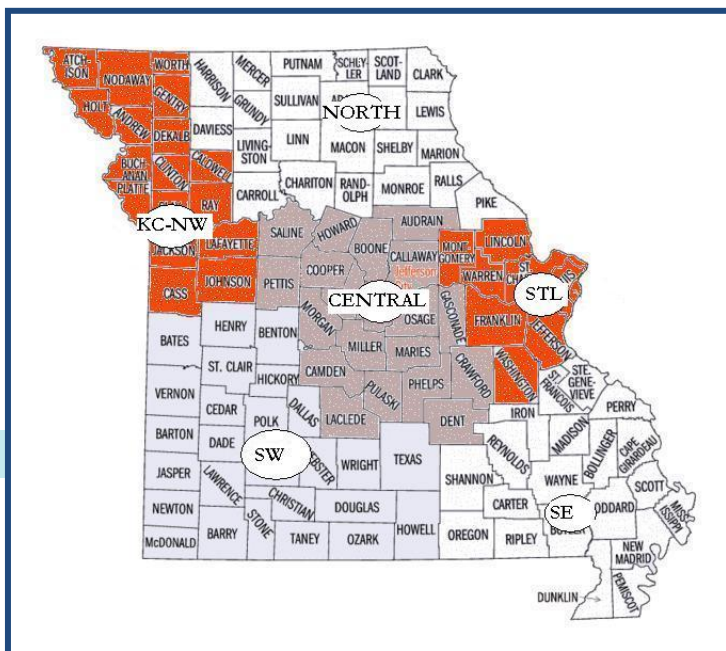 ATCH-
ISON
NODAWAY
WORTH
HARRISON
MERCER
PUTNAM
SCHUY-
LER
SCOT-
LAND
CLARK
HOLT
GENTRY
GRUNDY
SULLIVAN
NORTH
LEWIS
ANDREW
DEKALB
DAVIESS
LIVING-
STON
LINN
MACON
SHELBY
MARION
BUCH-
ANAN
CLINTON
CALDWELL
PLATTE
RAY
CARROLL
CHARITON
RAND-
OLPH
MONROE
RALLS
PIKE
KC-NW
JACKSON
LAFAYETTE
SALINE
HOWARD
BOONE
AUDRAIN
CALLAWAY
MONT-
GOMERY
LINCOLN
WARREN
ST.
STL
CASS
JOHNSON
PETTIS
COOPER
Jefferson
CENTRAL
MORGAN
OSAGE
GASCONADE
FRANKLIN
JEFFERSON
BATES
HENRY
BENTON
MILLER
MARIES
CRAWFORD
WASHINGTON
ST.
FRANCOIS
STE.
GENE-
VIEVE
ST. CLAIR
HICKORY
CAMDEN
PULASKI
PHELPS
VERNON
CEDAR
POLK
DALLAS
LACLEDE
DENT
IRON
MADISON
PERRY
BARTON
DADE
SW
WRIGHT
TEXAS
REYNOLDS
BOLLINGER
CAPE
GIRARDEAU
JASPER
LAWRENCE
SHANNON
WAYNE
SCOTT
NEWTON
CHRISTIAN
DOUGLAS
CARTER
SE
MISS-
ISSIPPI
McDONALD
BARRY
STONE
TANEY
OZARK
HOWELL
OREGON
RIPLEY
NEW
MADRID
DUNKLIN
PEMISCOT